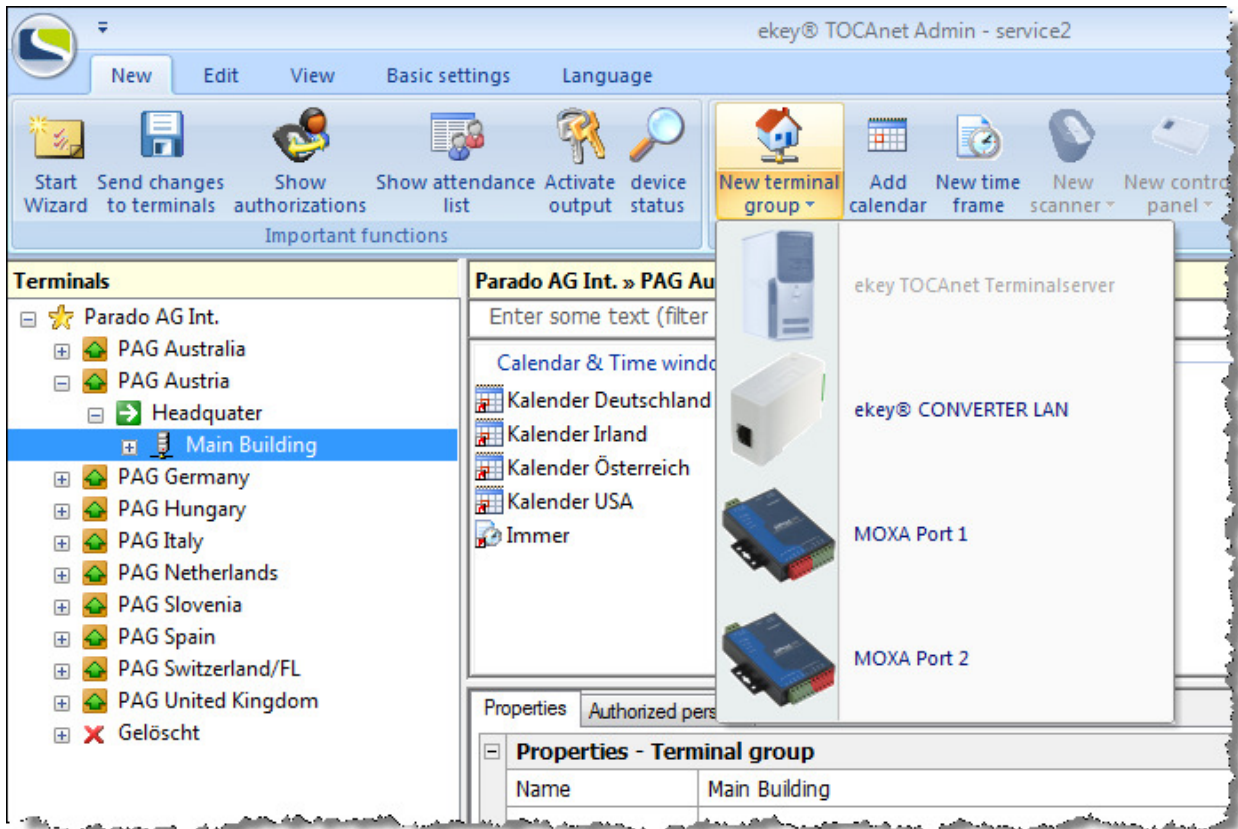 ekey® TOCAnet Admin - service2
New Edit View Basic settings Language
Start Wizard
Send changes to terminals
Show authorizations
Show attendance list
Activate output
device status
New terminal group
Add calendar
New time frame
New scanner
New contro
panel
Important functions
Terminals
Parado AG Int.
PAG Australia
PAG Austria
Headquater
Main Building
PAG Germany
PAG Hungary
PAG Italy
PAG Netherlands
PAG Slovenia
PAG Spain
PAG Switzerland/FL
PAG United Kingdom
Gelöscht
Parado AG Int. » PAG Au
Enter some text (filter
Calendar & Time windo
Kalender Deutschland
Kalender Irland
Kalender Österreich
Kalender USA
Immer
ekey TOCAnet Terminalserver
ekey® CONVERTER LAN
MOXA Port 1
MOXA Port 2
Properties Authorized pers
Properties - Terminal group
Name Main Building